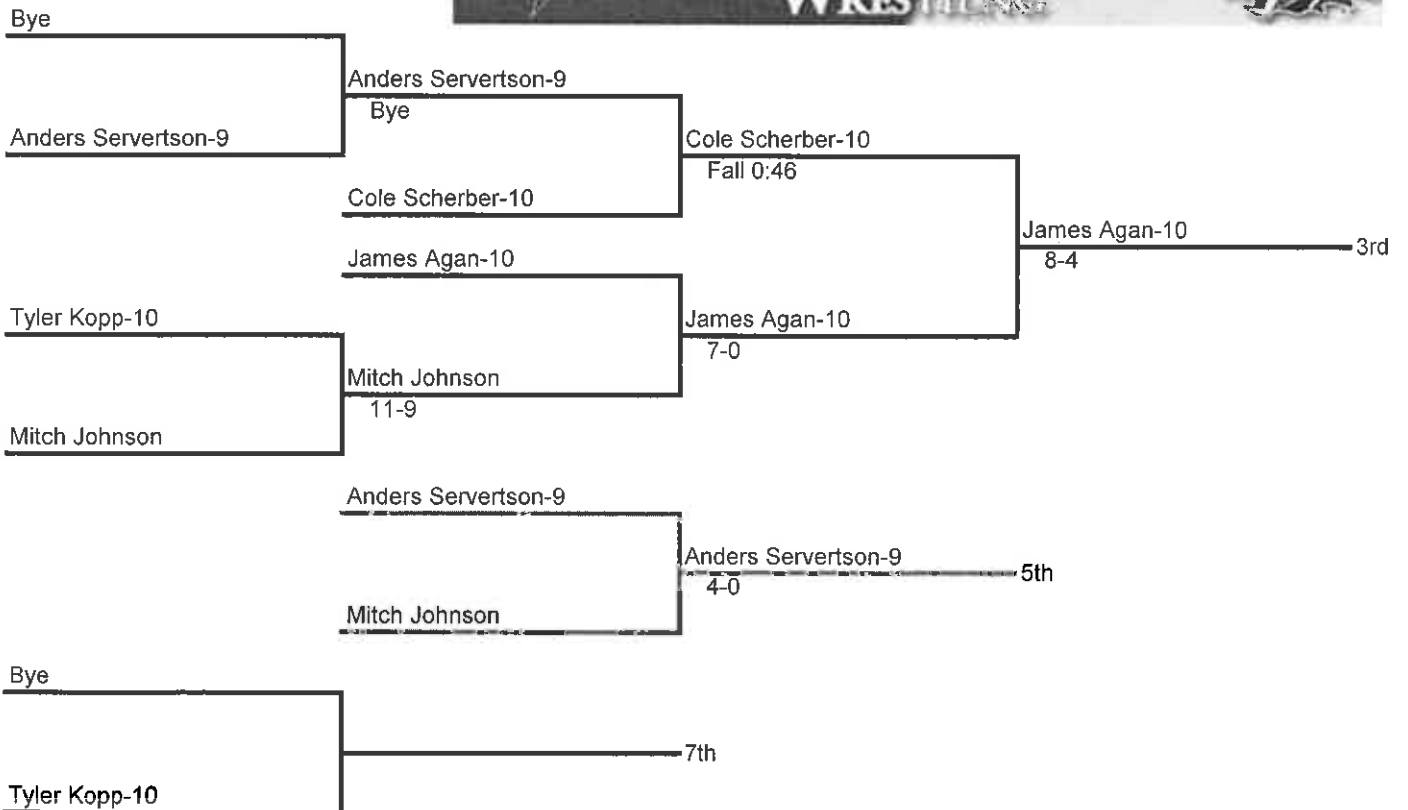 WRESTLING
Bye
Anders Servertson-9
Bye
Anders Servertson-9
Cole Scherber-10
Fall 0:46
Cole Scherber-10
James Agan-10
8-4
3rd
James Agan-10
Tyler Kopp-10
James Agan-10
7-0
Mitch Johnson
11-9
Mitch Johnson
Anders Servertson-9
Anders Servertson-9
4-0
5th
Mitch Johnson
Bye
7th
Tyler Kopp-10